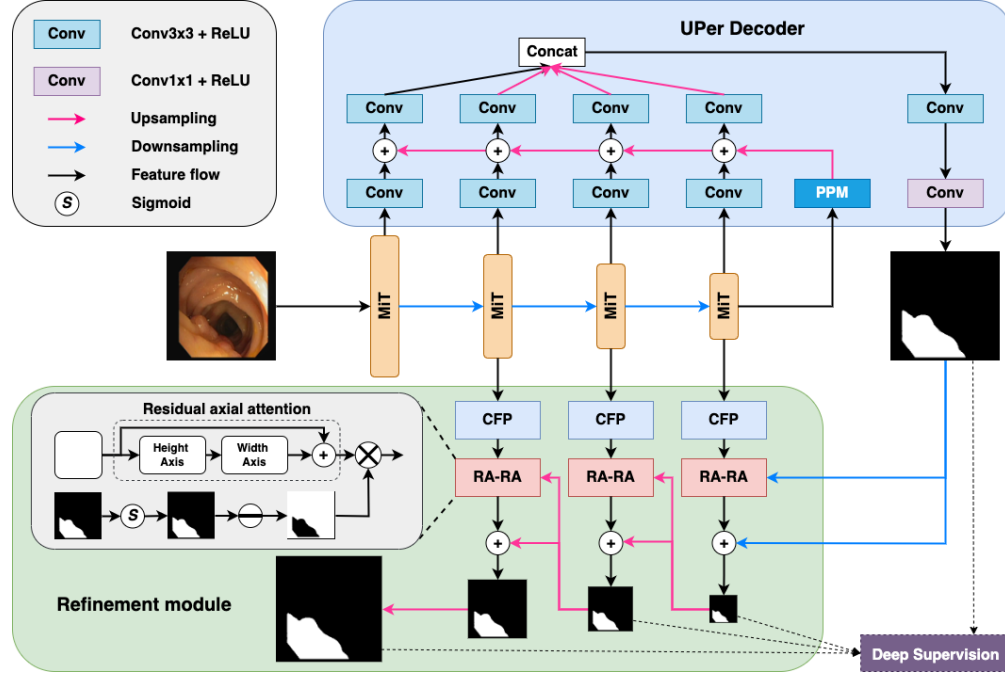 Conv Conv3x3 + ReLU
Conv Conv1x1 + ReLU
Upsampling
Downsampling
Feature flow
S Sigmoid
UPer Decoder
Concat
Conv Conv Conv Conv Conv
+ + + +
Conv Conv Conv Conv PPM Conv
MiT MiT MiT MiT
Residual axial attention
Height
Axis
Width
Axis
+
S
CFP CFP CFP
RA-RA RA-RA RA-RA
+ + +
Refinement module
Deep Supervision